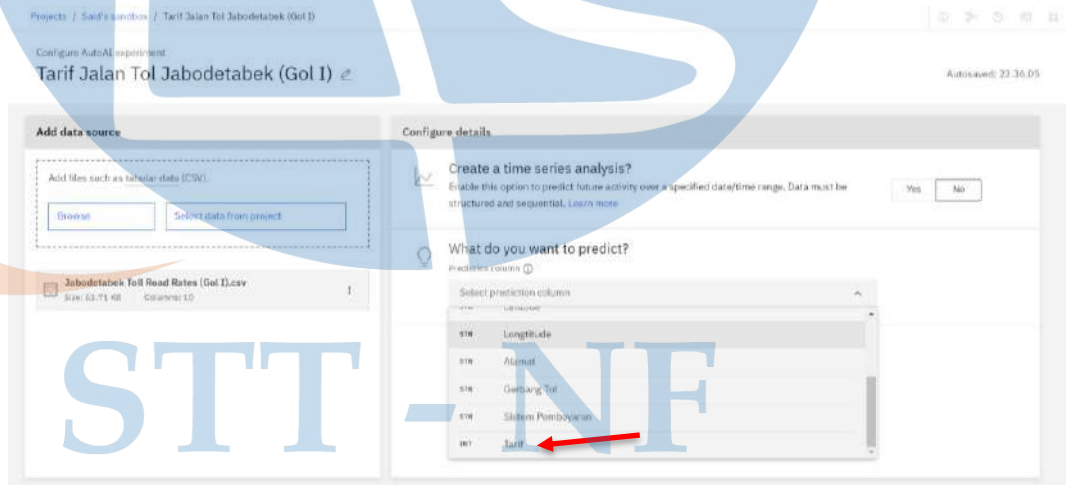 Projects / Said's sandbox / Tarif Jalan Tol Jabodetabek (Gol I)
Configure AutoAI experiment
Tarif Jalan Tol Jabodetabek (Gol I)
Autosaved: 23.36.05
Add data source
Add files such as tabular data (CSV).
Browse
Select data from project
Jabodetabek Toll Road Rates (Gol I).csv
Size: 53.71 KB Columns: 10
Configure details
Create a time series analysis?
Enable this option to predict future activity over a specified date/time range. Data must be
structured and sequential. Learn more
Yes No
What do you want to predict?
Prediction column
Select prediction column
STR Longtitude
STR Alamat
STR Gerbang Tol
STR Sistem Pembayaran
INT Tarif
STT - NF